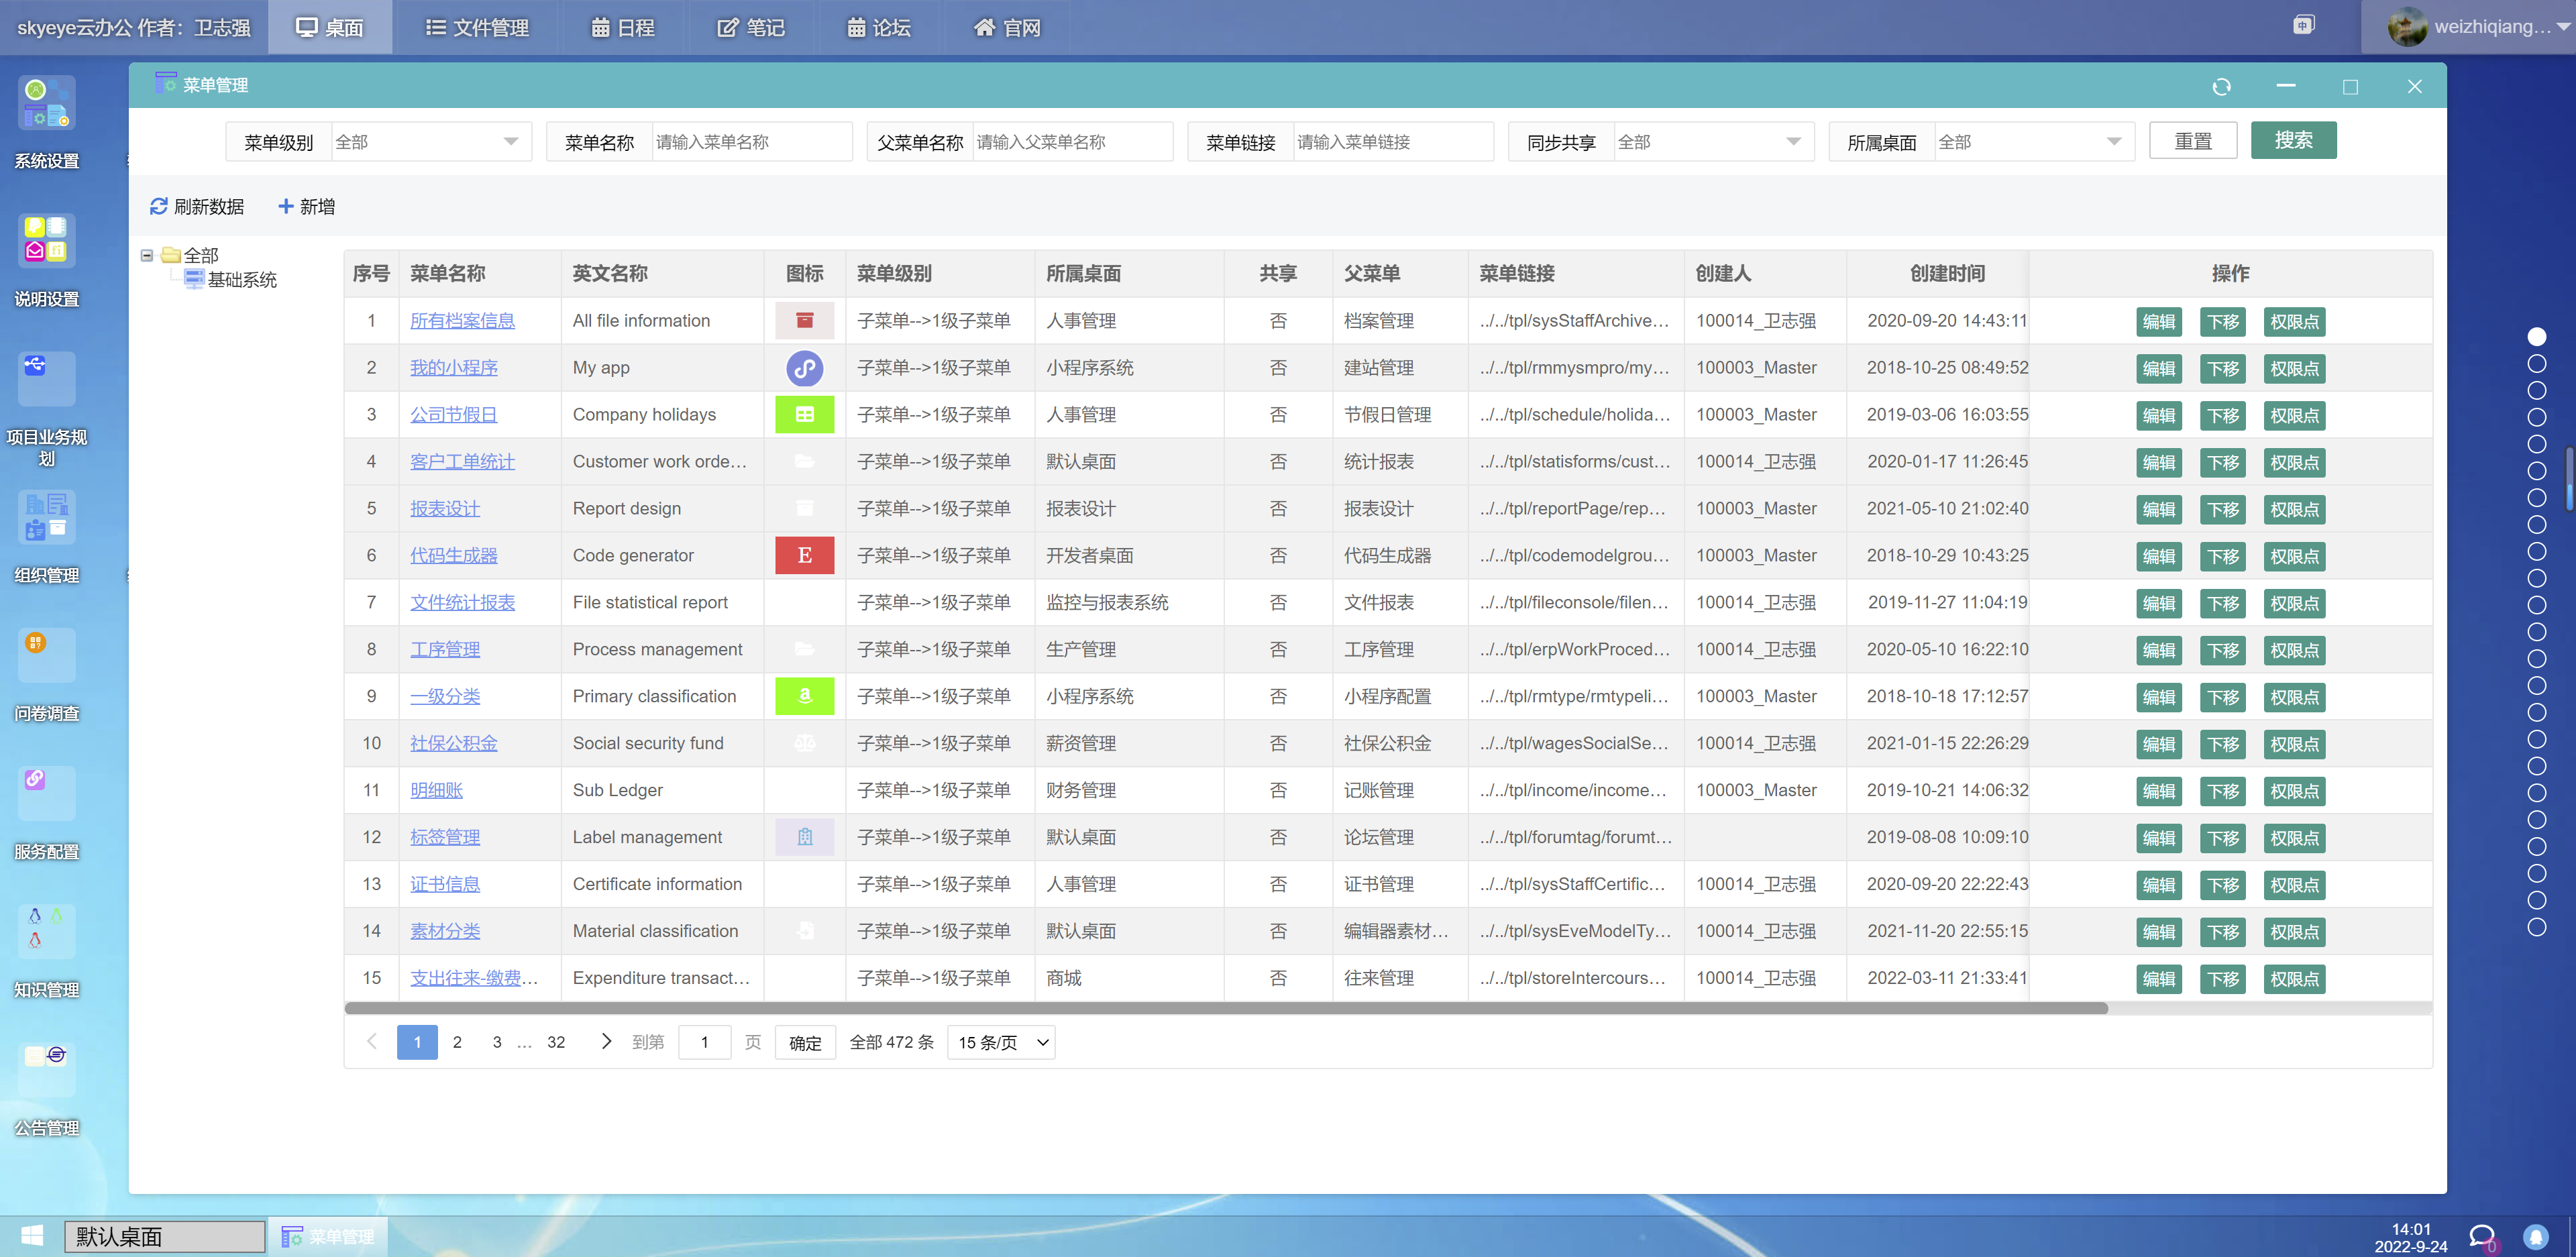 skyeye云办公 作者：卫志强
桌面
文件管理
日程
笔记
论坛
官网
weizhiqiang...
系统设置
说明设置
项目业务规
划
组织管理
问卷调查
服务配置
知识管理
公告管理
菜单管理
菜单级别 全部
菜单名称 请输入菜单名称
父菜单名称 请输入父菜单名称
菜单链接 请输入菜单链接
同步共享 全部
所属桌面 全部
重置
搜索
刷新数据 新增
全部
基础系统
序号 菜单名称 英文名称 图标 菜单级别 所属桌面 共享 父菜单 菜单链接 创建人 创建时间 操作
1 所有档案信息 All file information 子菜单-->1级子菜单 人事管理 否 档案管理 ../../tpl/sysStaffArchive... 100014_卫志强 2020-09-20 14:43:11 编辑 下移 权限点
2 我的小程序 My app 子菜单-->1级子菜单 小程序系统 否 建站管理 ../../tpl/rmmysmpro/my... 100003_Master 2018-10-25 08:49:52 编辑 下移 权限点
3 公司节假日 Company holidays 子菜单-->1级子菜单 人事管理 否 节假日管理 ../../tpl/schedule/holida... 100003_Master 2019-03-06 16:03:55 编辑 下移 权限点
4 客户工单统计 Customer work orde... 子菜单-->1级子菜单 默认桌面 否 统计报表 ../../tpl/statisforms/cust... 100014_卫志强 2020-01-17 11:26:45 编辑 下移 权限点
5 报表设计 Report design 子菜单-->1级子菜单 报表设计 否 报表设计 ../../tpl/reportPage/rep... 100003_Master 2021-05-10 21:02:40 编辑 下移 权限点
6 代码生成器 Code generator E 子菜单-->1级子菜单 开发者桌面 否 代码生成器 ../../tpl/codemodelgrou... 100003_Master 2018-10-29 10:43:25 编辑 下移 权限点
7 文件统计报表 File statistical report 子菜单-->1级子菜单 监控与报表系统 否 文件报表 ../../tpl/fileconsole/filen... 100014_卫志强 2019-11-27 11:04:19 编辑 下移 权限点
8 工序管理 Process management 子菜单-->1级子菜单 生产管理 否 工序管理 ../../tpl/erpWorkProced... 100014_卫志强 2020-05-10 16:22:10 编辑 下移 权限点
9 一级分类 Primary classification a 子菜单-->1级子菜单 小程序系统 否 小程序配置 ../../tpl/rmtype/rmtypeli... 100003_Master 2018-10-18 17:12:57 编辑 下移 权限点
10 社保公积金 Social security fund 子菜单-->1级子菜单 薪资管理 否 社保公积金 ../../tpl/wagesSocialSe... 100014_卫志强 2021-01-15 22:26:29 编辑 下移 权限点
11 明细账 Sub Ledger 子菜单-->1级子菜单 财务管理 否 记账管理 ../../tpl/income/income... 100003_Master 2019-10-21 14:06:32 编辑 下移 权限点
12 标签管理 Label management 子菜单-->1级子菜单 默认桌面 否 论坛管理 ../../tpl/forumtag/forumt... 2019-08-08 10:09:10 编辑 下移 权限点
13 证书信息 Certificate information 子菜单-->1级子菜单 人事管理 否 证书管理 ../../tpl/sysStaffCertific... 100014_卫志强 2020-09-20 22:22:43 编辑 下移 权限点
14 素材分类 Material classification 子菜单-->1级子菜单 默认桌面 否 编辑器素材... ../../tpl/sysEveModelTy... 100014_卫志强 2021-11-20 22:55:15 编辑 下移 权限点
15 支出往来-缴费... Expenditure transact... 子菜单-->1级子菜单 商城 否 往来管理 ../../tpl/storeIntercours... 100014_卫志强 2022-03-11 21:33:41 编辑 下移 权限点
1 2 3 ... 32 到第 1 页 确定 全部 472 条 15 条/页
默认桌面
菜单管理
14:01
2022-9-24
0